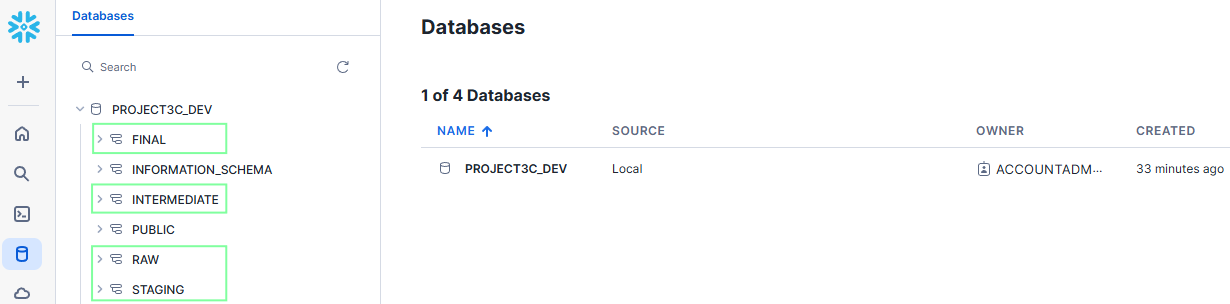 Databases
Search
PROJECT3C_DEV
FINAL
INFORMATION_SCHEMA
INTERMEDIATE
PUBLIC
RAW
STAGING
Databases
1 of 4 Databases
NAME SOURCE OWNER CREATED
PROJECT3C_DEV Local ACCOUNTADM... 33 minutes ago